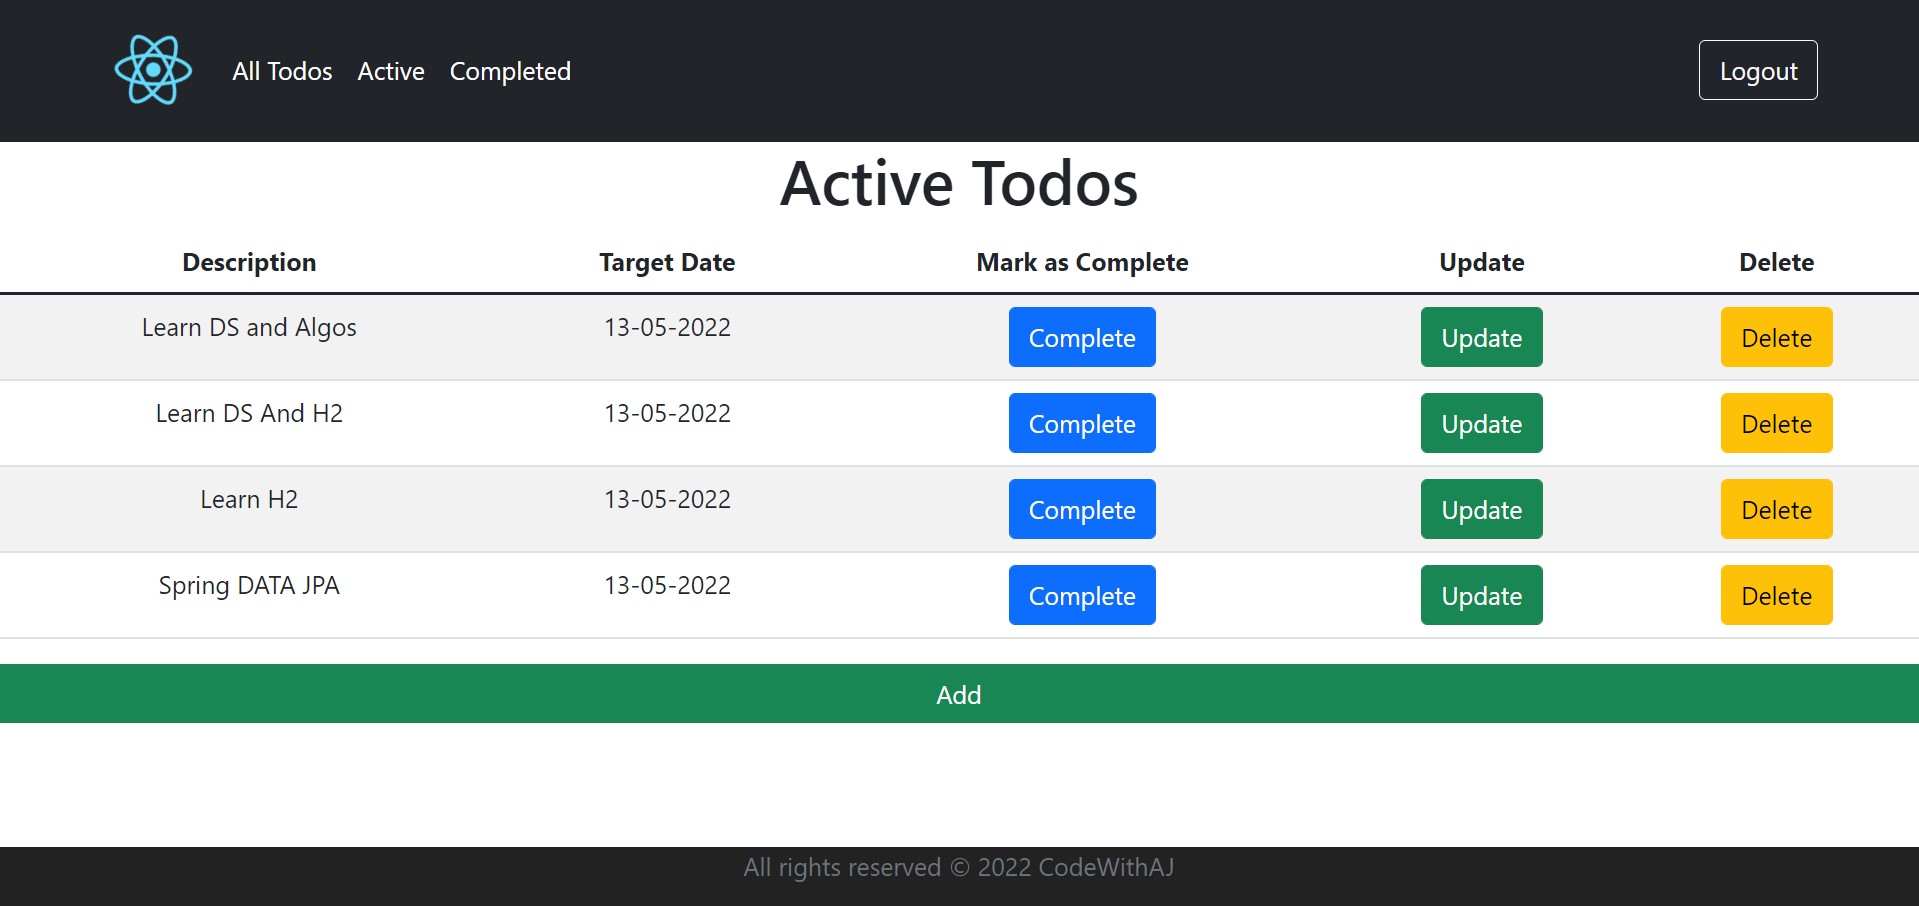 All Todos Active Completed Logout
Active Todos
Description Target Date Mark as Complete Update Delete
Learn DS and Algos 13-05-2022 Complete Update Delete
Learn DS And H2 13-05-2022 Complete Update Delete
Learn H2 13-05-2022 Complete Update Delete
Spring DATA JPA 13-05-2022 Complete Update Delete
Add
All rights reserved © 2022 CodeWithAJ